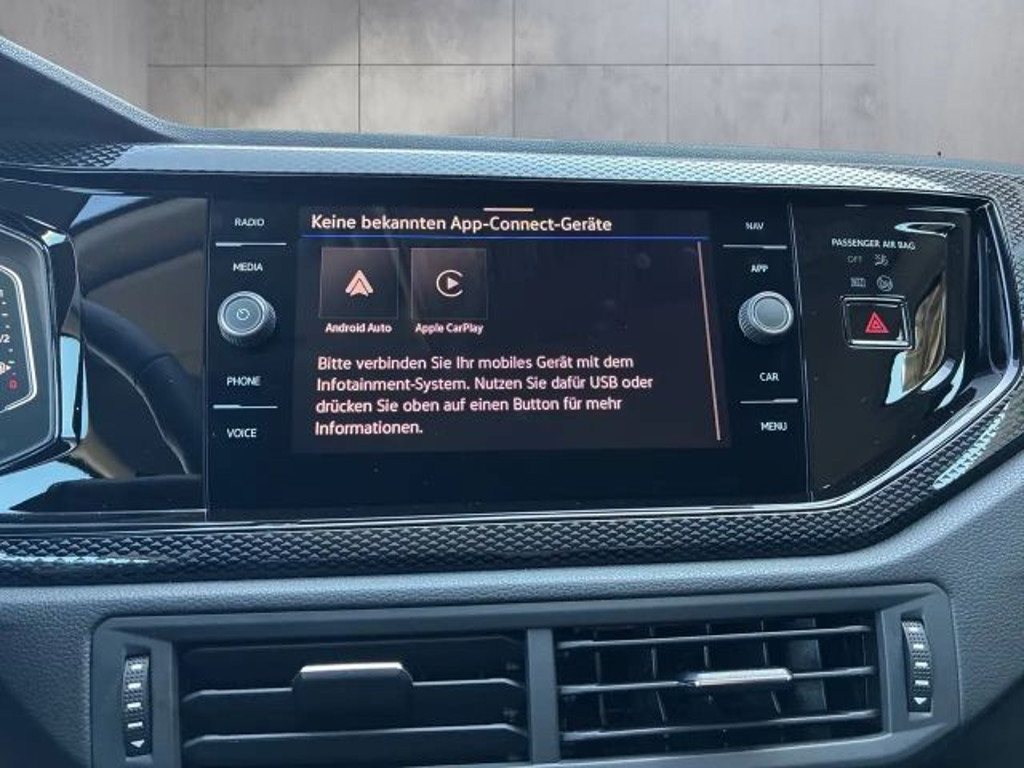 RADIO
MEDIA
PHONE
VOICE
Keine bekannten App-Connect-Geräte
Android Auto
Apple CarPlay
Bitte verbinden Sie Ihr mobiles Gerät mit dem
Infotainment-System. Nutzen Sie dafür USB oder
drücken Sie oben auf einen Button für mehr
Informationen.
NAV
APP
CAR
MENU
PASSENGER AIR BAG
OFF